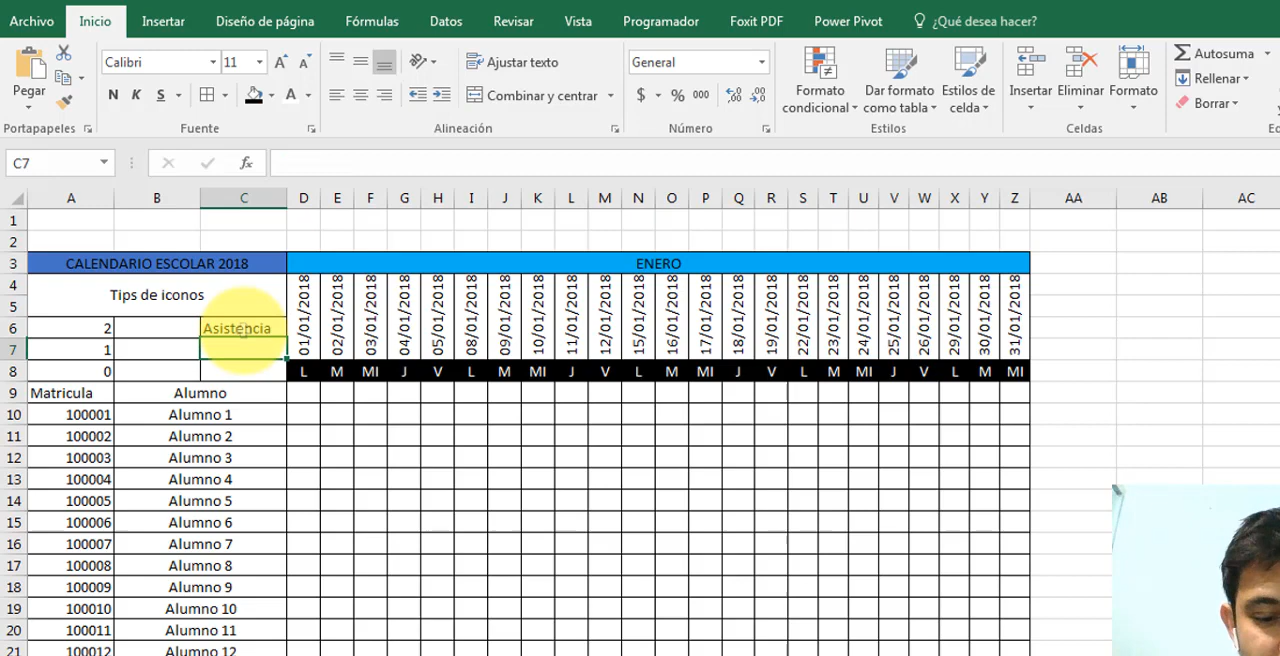 Archivo Inicio Insertar Diseño de página Fórmulas Datos Revisar Vista Programador Foxit PDF Power Pivot ¿Qué desea hacer?
Pegar Calibri 11 A A Ajustar texto General Formato condicional Dar formato como tabla Estilos de celda Insertar Eliminar Formato Autosuma
Rellenar
N K S A Combinar y centrar $ % 000 Borrar
Portapapeles Fuente Alineación Número Estilos Celdas
C7 fx
A B C D E F G H I J K L M N O P Q R S T U V W X Y Z AA AB AC
1
2
3 CALENDARIO ESCOLAR 2018 ENERO
4 Tips de iconos 01/01/2018 02/01/2018 03/01/2018 04/01/2018 05/01/2018 08/01/2018 09/01/2018 10/01/2018 11/01/2018 12/01/2018 15/01/2018 16/01/2018 17/01/2018 18/01/2018 19/01/2018 22/01/2018 23/01/2018 24/01/2018 25/01/2018 26/01/2018 29/01/2018 30/01/2018 31/01/2018
5
6 2 Asistencia
7 1
8 0 L M MI J V L M MI J V L M MI J V L M MI J V L M MI
9 Matricula Alumno
10 100001 Alumno 1
11 100002 Alumno 2
12 100003 Alumno 3
13 100004 Alumno 4
14 100005 Alumno 5
15 100006 Alumno 6
16 100007 Alumno 7
17 100008 Alumno 8
18 100009 Alumno 9
19 100010 Alumno 10
20 100011 Alumno 11
21 100012 Alumno 12